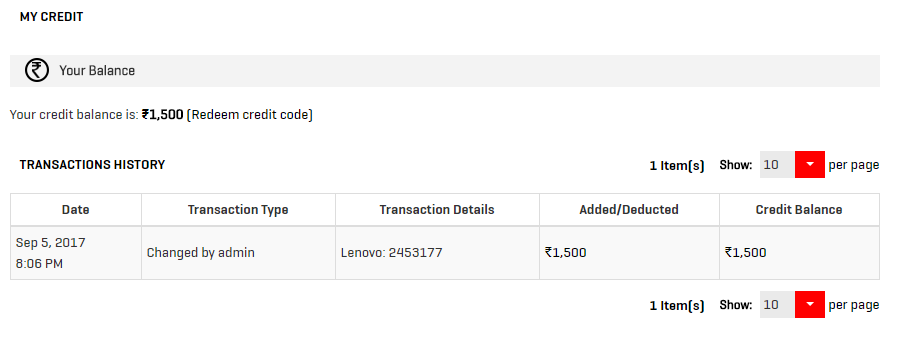 MY CREDIT
₹ Your Balance
Your credit balance is: ₹1,500 (Redeem credit code)
TRANSACTIONS HISTORY 1 Item(s) Show: 10 per page
Date Transaction Type Transaction Details Added/Deducted Credit Balance
Sep 5, 2017
8:06 PM
Changed by admin Lenovo: 2453177 ₹1,500 ₹1,500
1 Item(s) Show: 10 per page